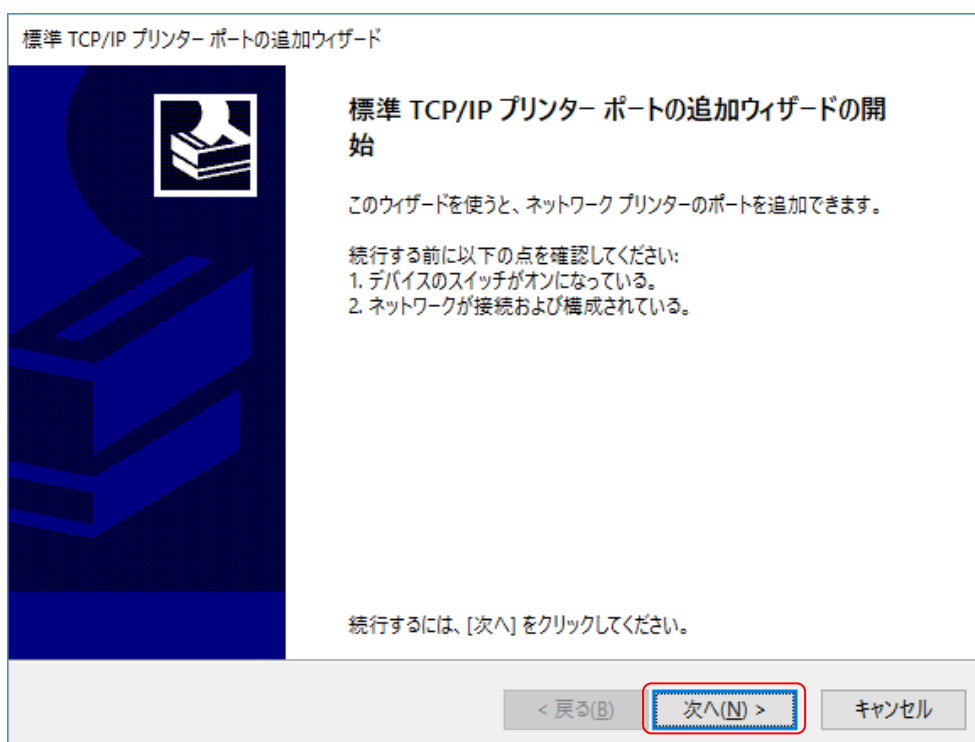 標準 TCP/IP プリンター ポートの追加ウィザード
標準 TCP/IP プリンター ポートの追加ウィザードの開
始
このウィザードを使うと、ネットワーク プリンターのポートを追加できます。
続行する前に以下の点を確認してください:
1. デバイスのスイッチがオンになっている。
2. ネットワークが接続および構成されている。
続行するには、[次へ] をクリックしてください。
< 戻る(B) 次へ(N) > キャンセル